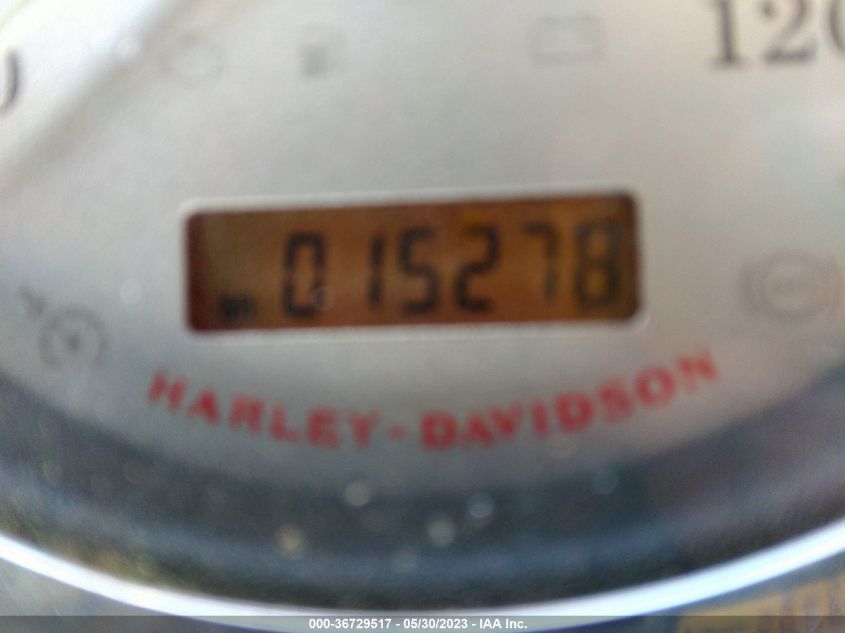 120
015278
HARLEY-DAVIDSON
000-36729517 - 05/30/2023 - IAA Inc.